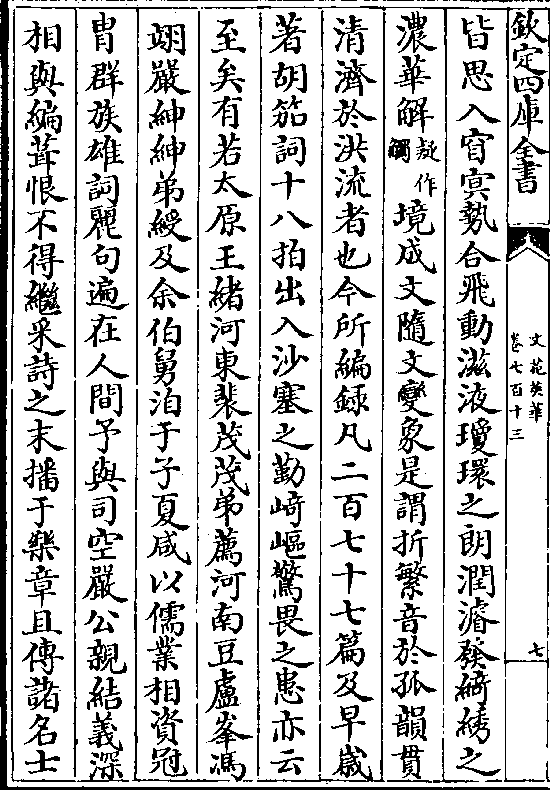 欽定四庫全書
文苑英華
卷七百十三
七
皆思入窅㝠勢合飛動滋液瓊瓌之朗潤濬發綺綉之
濃華觧疑作觸境成文隨文變象是謂折繁音於孤韻貫
清濟於洪流者也今所編録凡二百七十七篇及早歲
著胡笳詞十八拍出入沙塞之勤﨑嶇驚畏之患亦云
至矣有若太原王緒河東裴茂茂弟薦河南豆盧峯馮
翊嚴紳紳弟綬及余伯舅洎于子夏咸以儒業相資冠
胄群族雄詞麗句遍在人間予與司空嚴公親結義深
相與編葺恨不得繼采詩之末播于樂章且傳諸名士